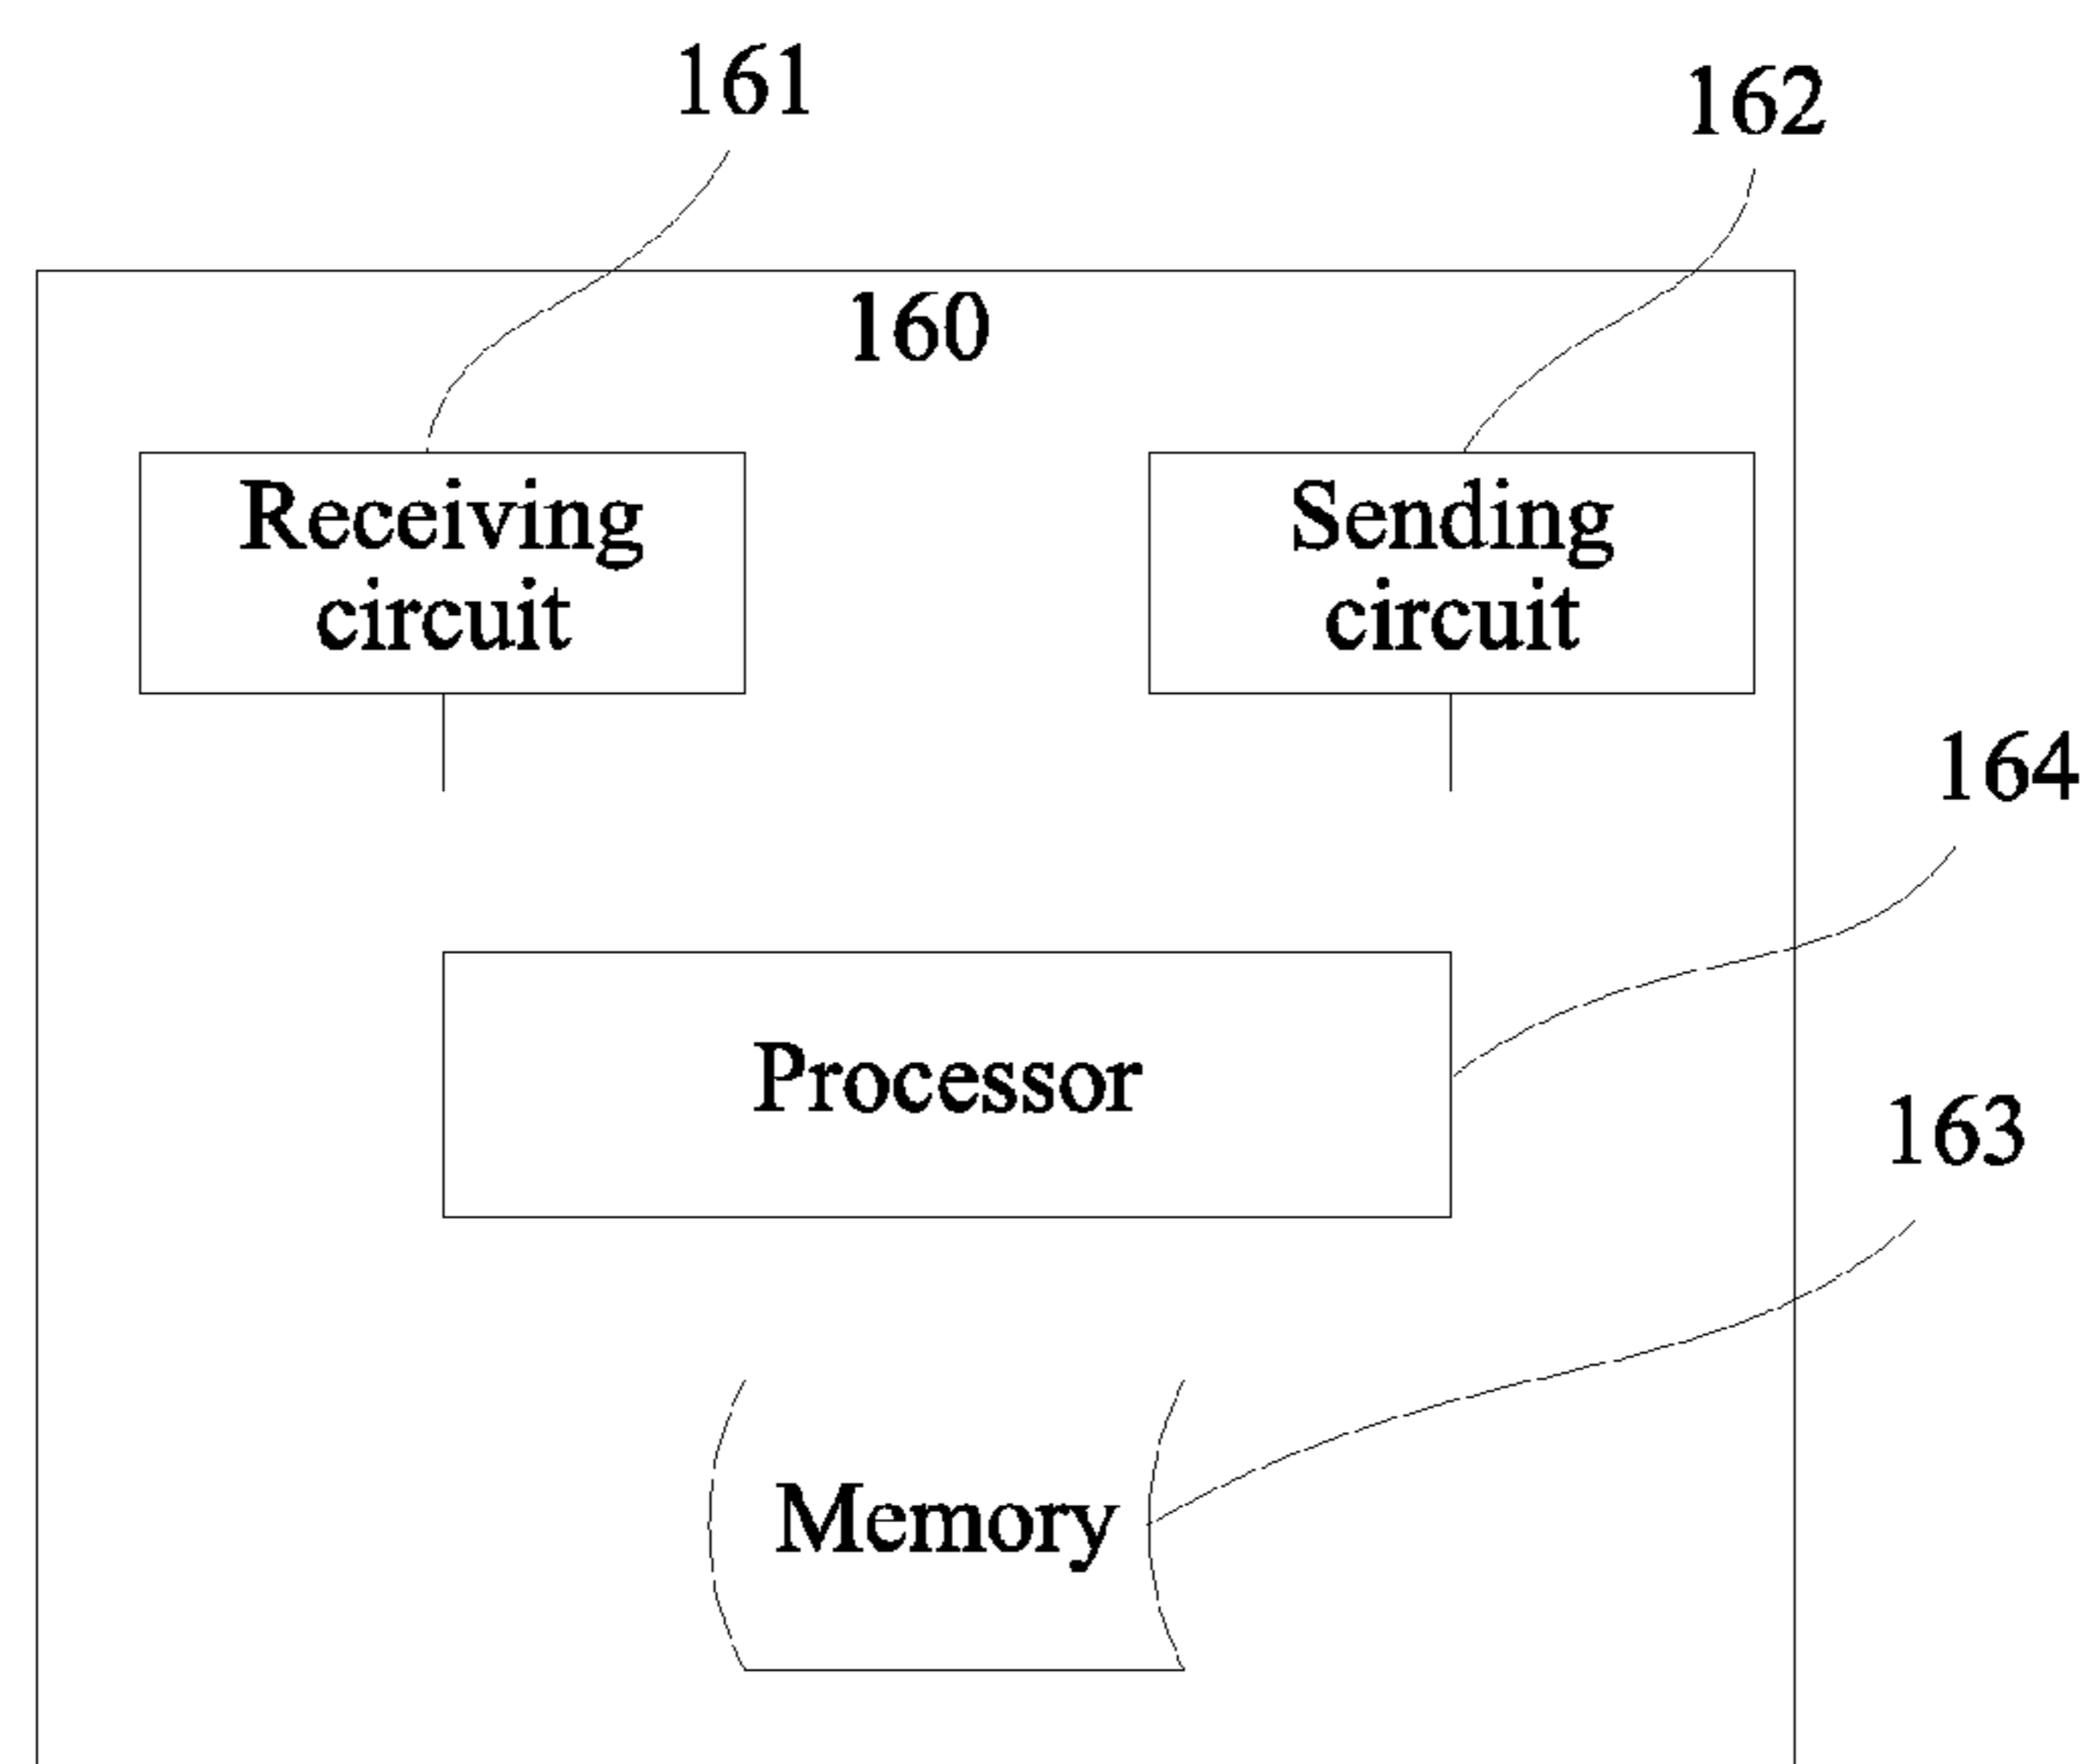 161
162
160
Receiving
circuit
Sending
circuit
164
Processor
163
Memory